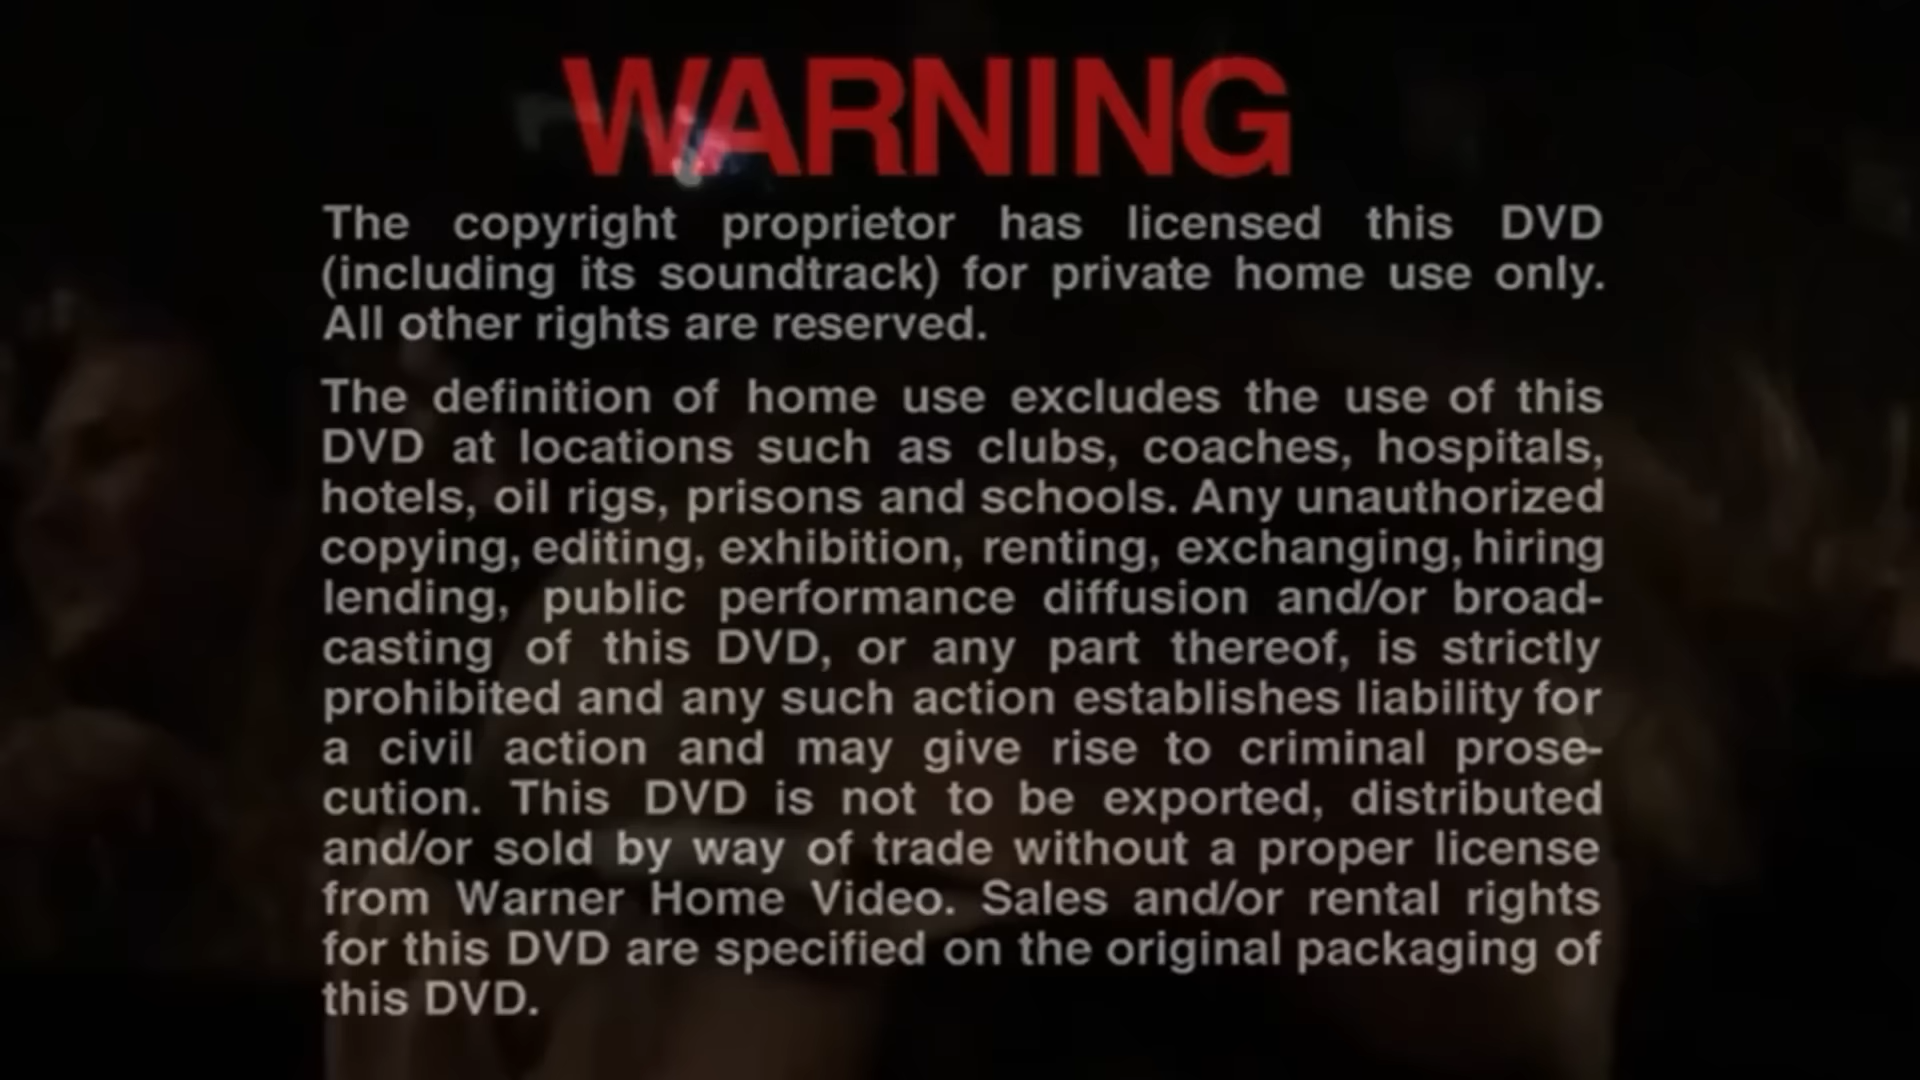 WARNING
The copyright proprietor has licensed this DVD
(including its soundtrack) for private home use only.
All other rights are reserved.
The definition of home use excludes the use of this
DVD at locations such as clubs, coaches, hospitals,
hotels, oil rigs, prisons and schools. Any unauthorized
copying, editing, exhibition, renting, exchanging, hiring
lending, public performance diffusion and/or broad-
casting of this DVD, or any part thereof, is strictly
prohibited and any such action establishes liability for
a civil action and may give rise to criminal prose-
cution. This DVD is not to be exported, distributed
and/or sold by way of trade without a proper license
from Warner Home Video. Sales and/or rental rights
for this DVD are specified on the original packaging of
this DVD.